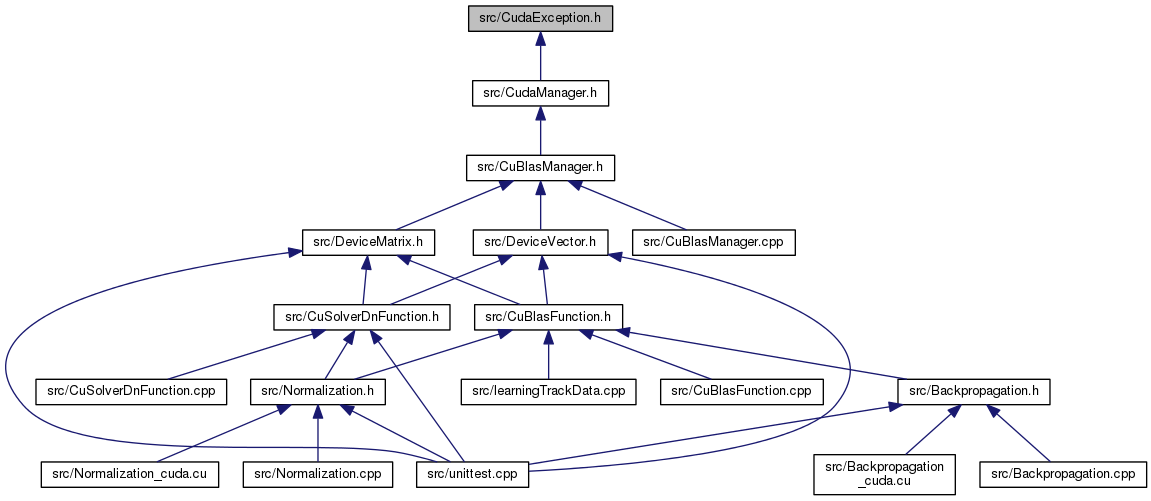 src/CudaException.h
src/CudaManager.h
src/CuBlasManager.h
src/DeviceMatrix.h
src/DeviceVector.h
src/CuBlasManager.cpp
src/CuSolverDnFunction.h
src/CuBlasFunction.h
src/CuSolverDnFunction.cpp
src/Normalization.h
src/learningTrackData.cpp
src/CuBlasFunction.cpp
src/Backpropagation.h
src/Normalization_cuda.cu
src/Normalization.cpp
src/unittest.cpp
src/Backpropagation
_cuda.cu
src/Backpropagation.cpp